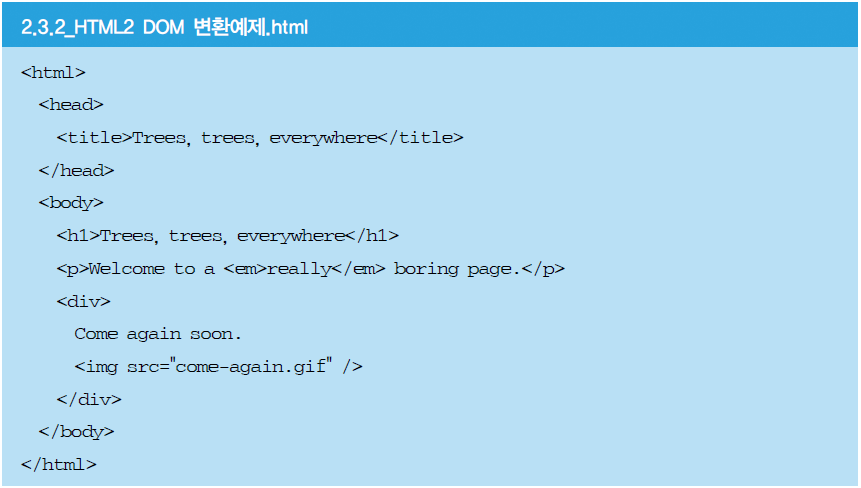 2.3.2_HTML2 DOM 변환예제.html
<html>
  <head>
    <title>Trees, trees, everywhere</title>
  </head>
  <body>
    <h1>Trees, trees, everywhere</h1>
    <p>Welcome to a <em>really</em> boring page.</p>
    <div>
      Come again soon.
      <img src="come-again.gif" />
    </div>
  </body>
</html>